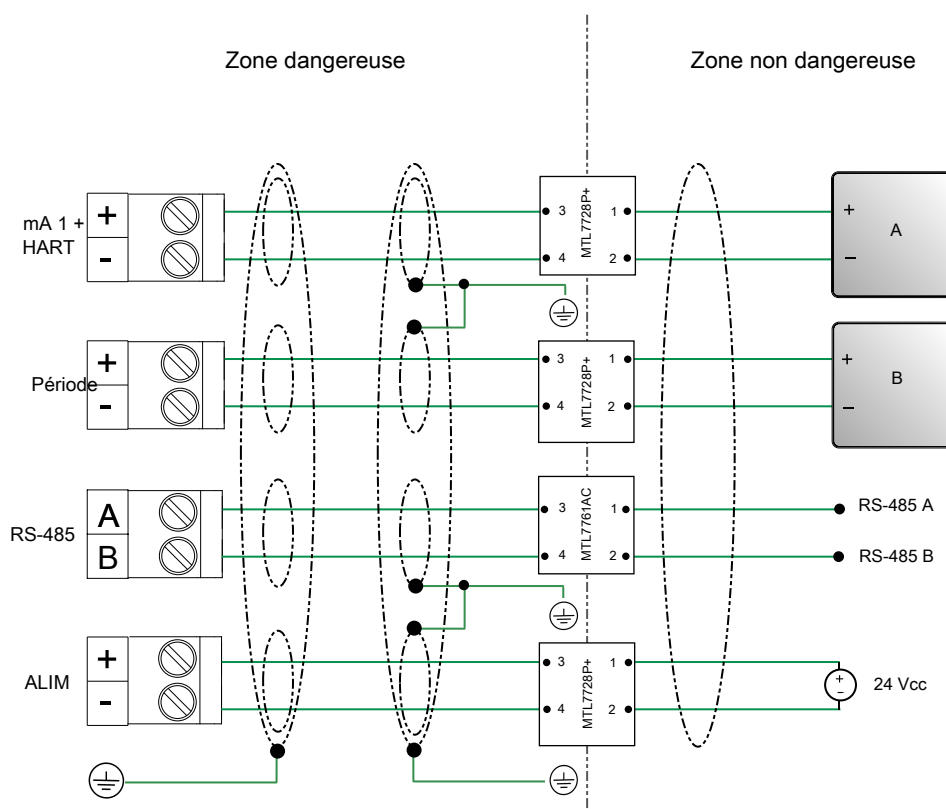 Zone dangereuse
Zone non dangereuse
mA 1 +
HART
+
-
3
4
MTL7728P+
1
2
+
–
A
Période
+
-
3
4
MTL7728P+
1
2
+
–
B
RS-485
A
B
3
4
MTL7761AC
1
2
RS-485 A
RS-485 B
ALIM
+
-
3
4
MTL7728P+
1
2
+
–
24 Vcc